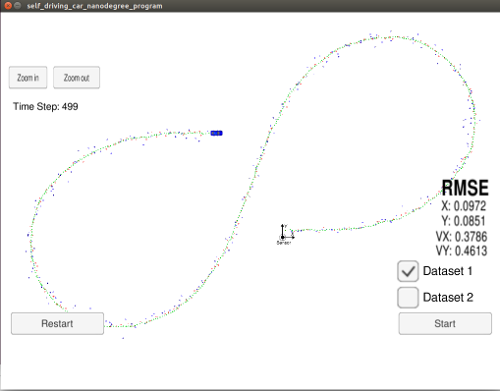 self_driving_car_nanodegree_program
Zoom in
Zoom out
Time Step: 499
Sensor
RMSE
X: 0.0972
Y: 0.0851
VX: 0.3786
VY: 0.4613
Dataset 1
Dataset 2
Restart
Start